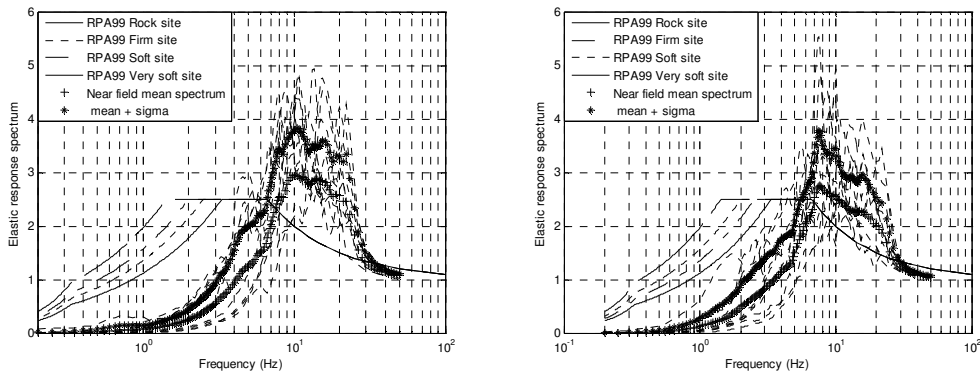 6
5
4
3
2
1
0
Elastic response spectrum
RPA99 Rock site
RPA99 Firm site
RPA99 Soft site
RPA99 Very soft site
Near field mean spectrum
mean + sigma
10^0
10^1
10^2
Frequency (Hz)
6
5
4
3
2
1
0
Elastic response spectrum
RPA99 Rock site
RPA99 Firm site
RPA99 Soft site
RPA99 Very soft site
Near field mean spectrum
mean + sigma
10^-1
10^0
10^1
10^2
Frequency (Hz)